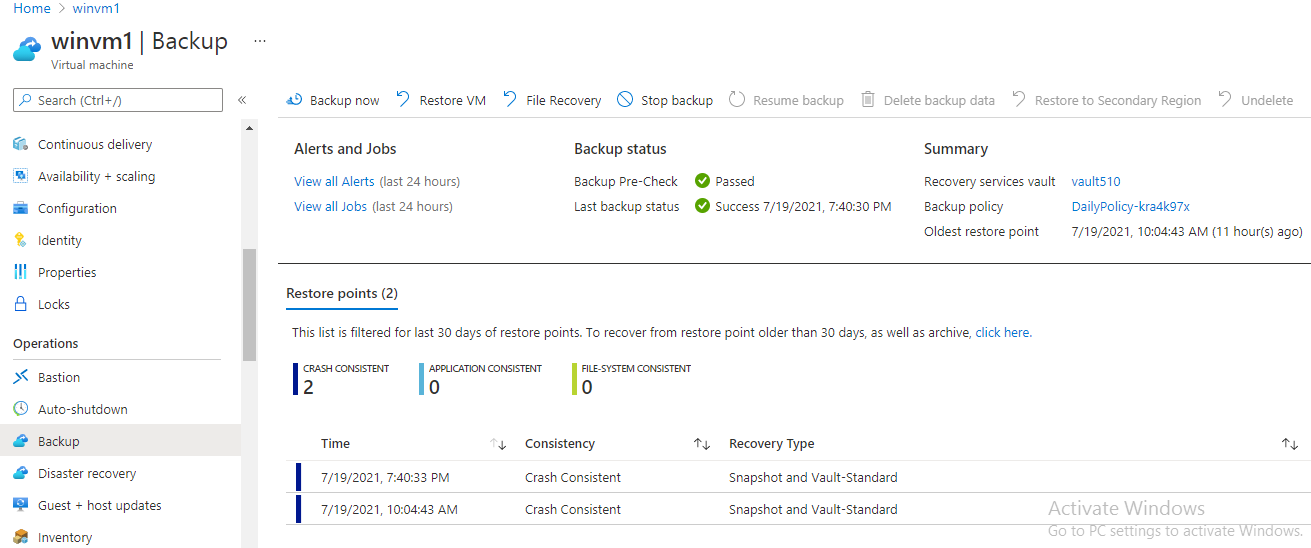 Home > winvm1
winvm1 | Backup ...
Virtual machine
Search (Ctrl+/) «
Continuous delivery
Availability + scaling
Configuration
Identity
Properties
Locks
Operations
Bastion
Auto-shutdown
Backup
Disaster recovery
Guest + host updates
Inventory
Backup now Restore VM File Recovery Stop backup Resume backup Delete backup data Restore to Secondary Region Undelete
Alerts and Jobs
View all Alerts (last 24 hours)
View all Jobs (last 24 hours)
Backup status
Backup Pre-Check Passed
Last backup status Success 7/19/2021, 7:40:30 PM
Summary
Recovery services vault vault510
Backup policy DailyPolicy-kra4k97x
Oldest restore point 7/19/2021, 10:04:43 AM (11 hour(s) ago)
Restore points (2)
This list is filtered for last 30 days of restore points. To recover from restore point older than 30 days, as well as archive, click here.
CRASH CONSISTENT
2
APPLICATION CONSISTENT
0
FILE-SYSTEM CONSISTENT
0
Time Consistency Recovery Type
7/19/2021, 7:40:33 PM Crash Consistent Snapshot and Vault-Standard
7/19/2021, 10:04:43 AM Crash Consistent Snapshot and Vault-Standard
Activate Windows
Go to PC settings to activate Windows.